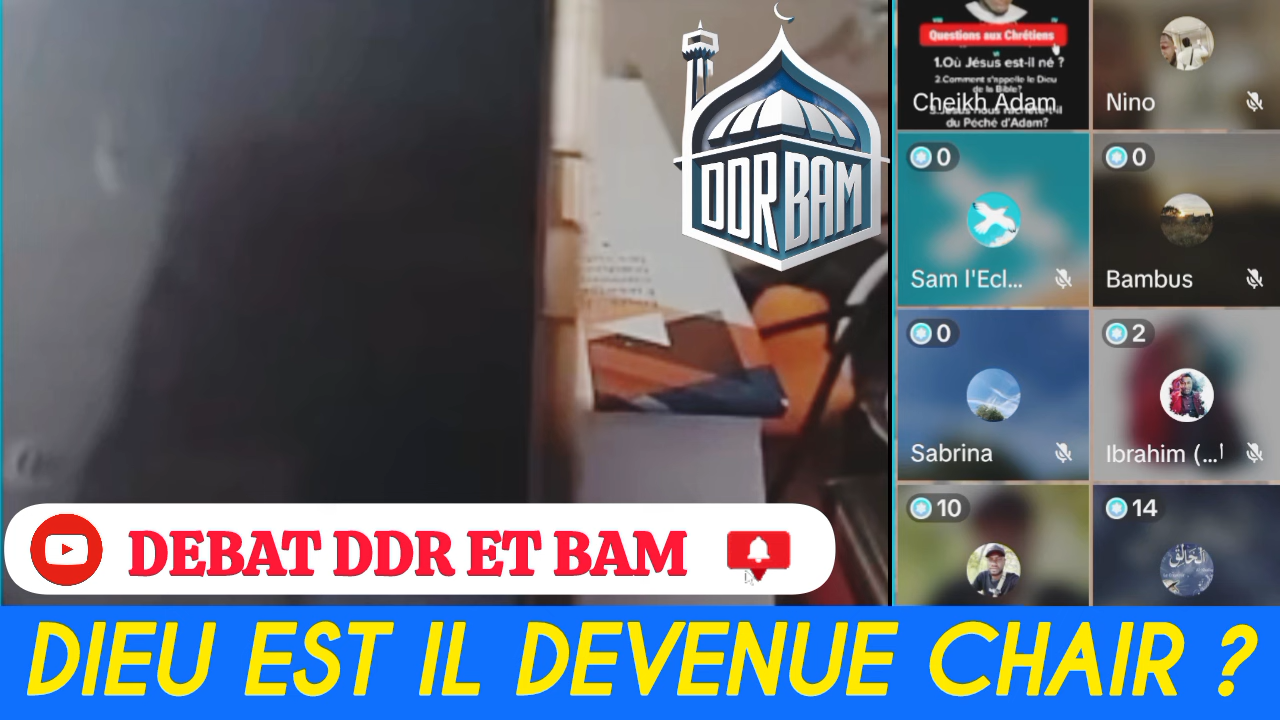 Questions aux Chrétiens
1.Où Jésus est-il né ?
2.Comment s'appelle le Dieu
de la Bible?
Cheikh Adam
du Péché d'Adam?
Nino
DDR BAM
0
0
Sam l'Ecl...
Bambus
0
2
Sabrina
Ibrahim (...
10
14
الخالق
DEBAT DDR ET BAM
DIEU EST IL DEVENUE CHAIR ?